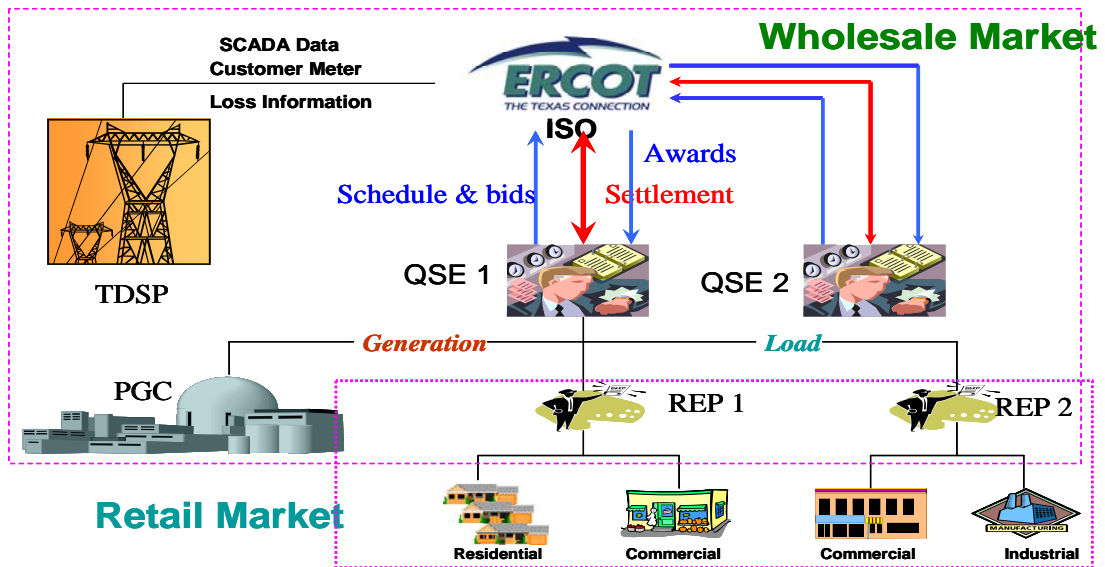 Wholesale Market
SCADA Data
Customer Meter
Loss Information
ERCOT
THE TEXAS CONNECTION
ISO
Awards
Schedule & bids
Settlement
TDSP
QSE 1
QSE 2
Generation
Load
PGC
REP 1
REP 2
Retail Market
MANUFACTURING
Residential
Commercial
Commercial
Industrial